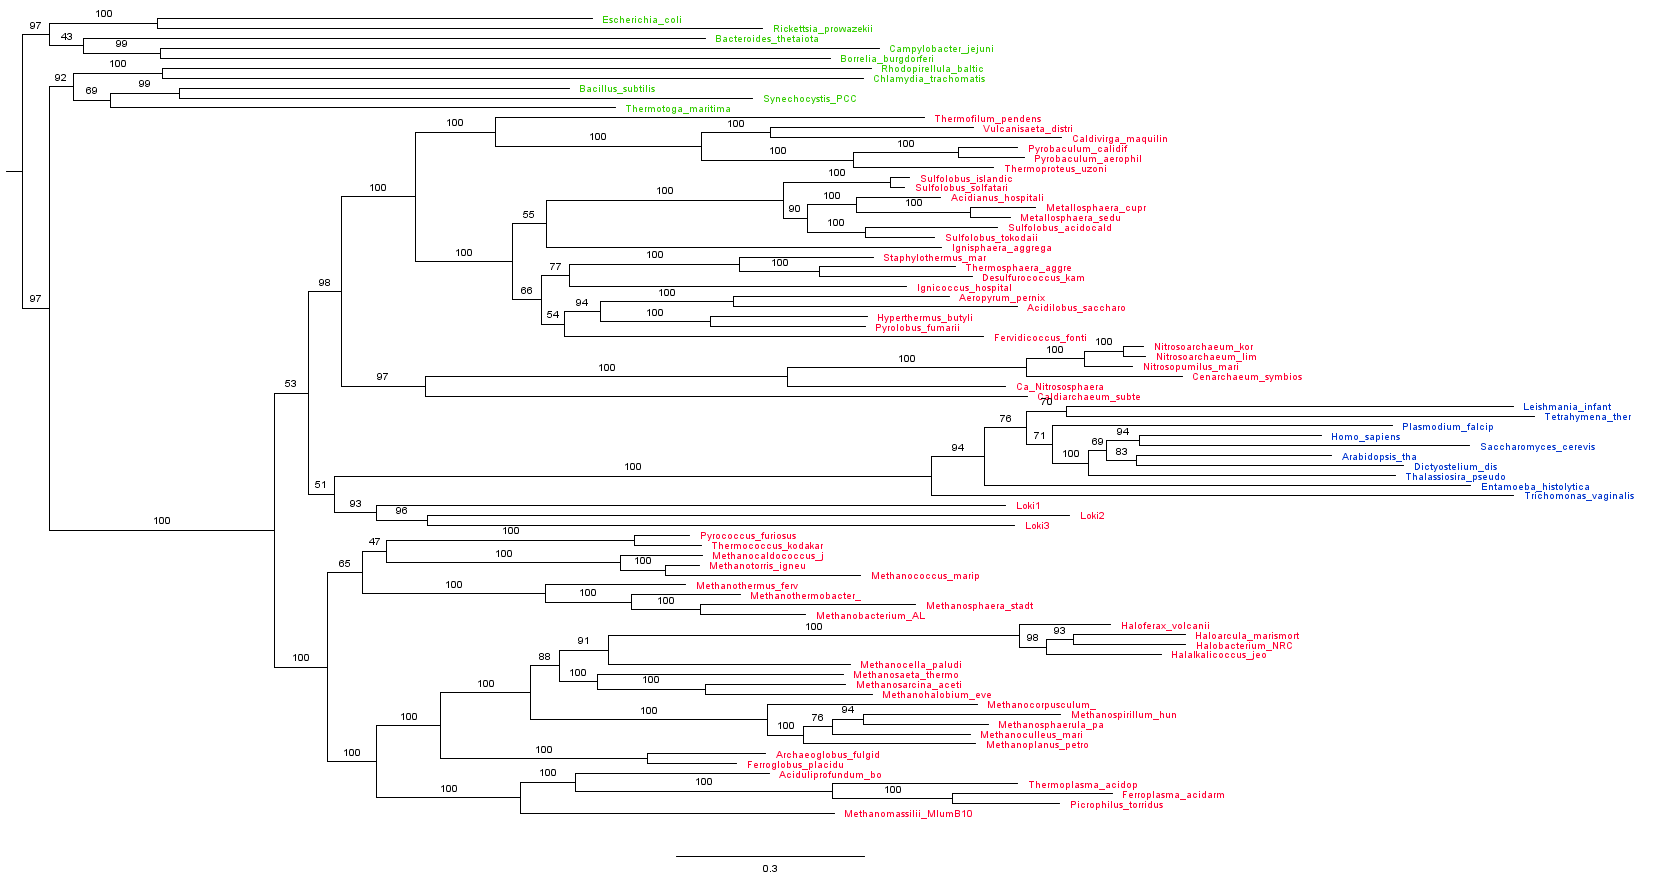 100
Escherichia_coli
97
Rickettsia_prowazekii
43
Bacteroides_thetaiota
99
Campylobacter_jejuni
Borrelia_burgdorferi
100
Rhodopirellula_baltic
92
Chlamydia_trachomatis
99
Bacillus_subtilis
69
Synechocystis_PCC
Thermotoga_maritima
100
Thermofilum_pendens
100
Vulcanisaeta_distri
100
Caldivirga_maquilin
100
Pyrobaculum_calidif
100
Pyrobaculum_aerophil
Thermoproteus_uzoni
100
100
Sulfolobus_islandic
100
Sulfolobus_solfatari
100
Acidianus_hospitali
90
100
Metallosphaera_cupr
55
Metallosphaera_sedu
100
Sulfolobus_acidocald
Sulfolobus_tokodaii
100
Ignisphaera_aggrega
100
Staphylothermus_mar
77
100
Thermosphaera_aggre
98
Desulfurococcus_kam
66
Ignicoccus_hospital
97
100
Aeropyrum_pernix
94
Acidilobus_saccharo
54
100
Hyperthermus_butyli
Pyrolobus_fumarii
Fervidicoccus_fonti
100
Nitrosoarchaeum_kor
100
100
Nitrosoarchaeum_lim
100
Nitrosopumilus_mari
97
Cenarchaeum_symbios
53
Ca_Nitrososphaera
Caldiarchaeum_subte
70
Leishmania_infant
76
Tetrahymena_ther
Plasmodium_falcip
71
94
Homo_sapiens
94
69
Saccharomyces_cerevis
100
83
Arabidopsis_tha
Dictyostelium_dis
100
Thalassiosira_pseudo
51
Entamoeba_histolytica
Trichomonas_vaginalis
93
Loki1
96
Loki2
100
Loki3
100
Pyrococcus_furiosus
47
Thermococcus_kodakar
100
Methanocaldococcus_j
65
100
Methanotorris_igneu
Methanococcus_marip
100
Methanothermus_ferv
100
Methanothermobacter_
100
Methanosphaera_stadt
Methanobacterium_AL
100
Haloferax_volcanii
91
98
93
Haloarcula_marismort
Halobacterium_NRC
100
88
Halalkalicoccus_jeo
Methanocella_paludi
100
Methanosaeta_thermo
100
100
Methanosarcina_aceti
Methanohalobium_eve
Methanocorpusculum_
100
94
Methanospirillum_hun
100
100
76
Methanosphaerula_pa
Methanoculleus_mari
Methanoplanus_petro
100
100
Archaeoglobus_fulgid
Ferroglobus_placidu
100
Aciduliprofundum_bo
100
100
Thermoplasma_acidop
100
Ferroplasma_acidarm
Picrophilus_torridus
Methanomassilii_MlumB10
0.3